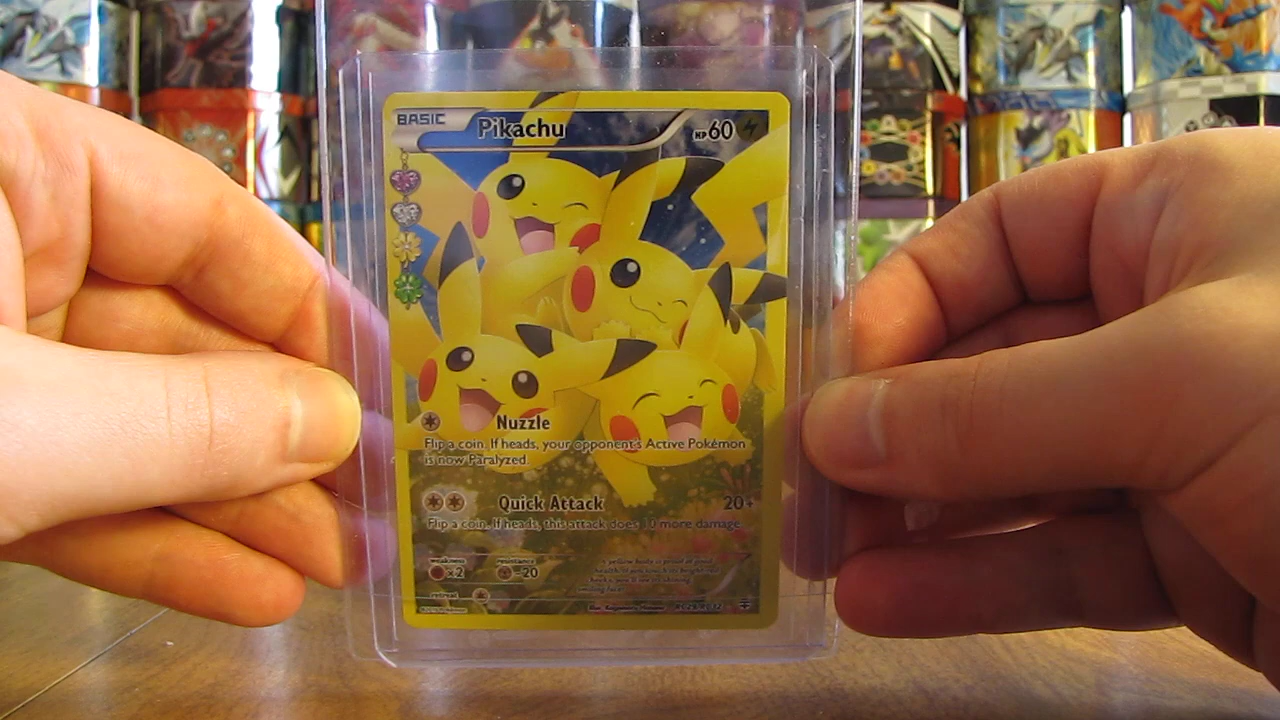 BASIC Pikachu HP60
Nuzzle
Flip a coin. If heads, your opponent's Active Pokémon
is now Paralyzed.
Quick Attack 20+
Flip a coin. If heads, this attack does 10 more damage.
weakness resistance
×2 -20
retreat